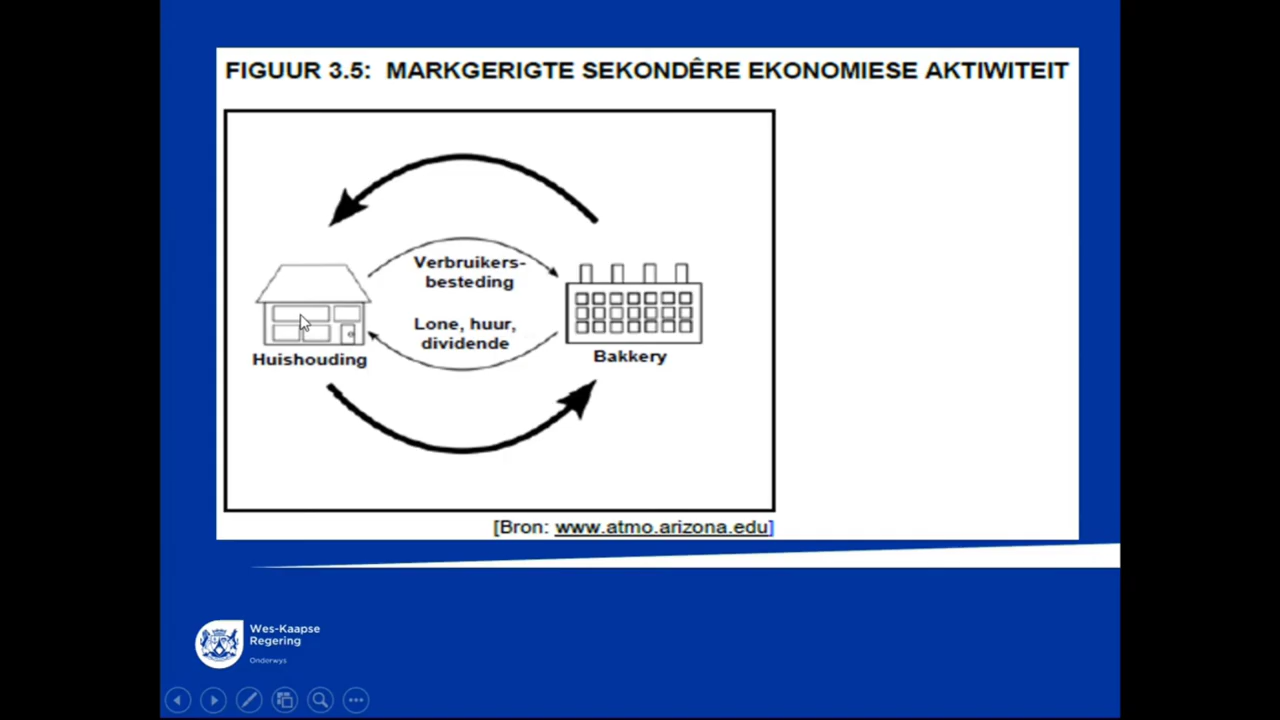 FIGUUR 3.5: MARKGERIGTE SEKONDÊRE EKONOMIESE AKTIWITEIT
Verbruikers-
besteding
Lone, huur,
dividende
Huishouding
Bakkery
[Bron: www.atmo.arizona.edu]
Wes-Kaapse
Regering
Onderwys